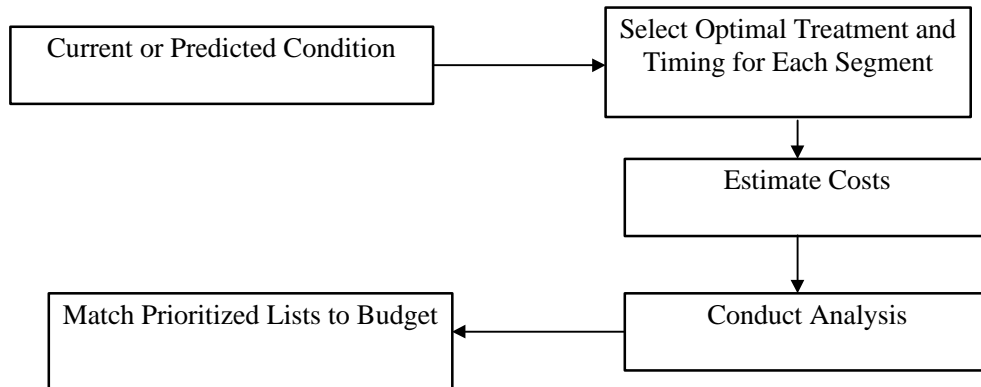 Current or Predicted Condition
Select Optimal Treatment and
Timing for Each Segment
Estimate Costs
Conduct Analysis
Match Prioritized Lists to Budget